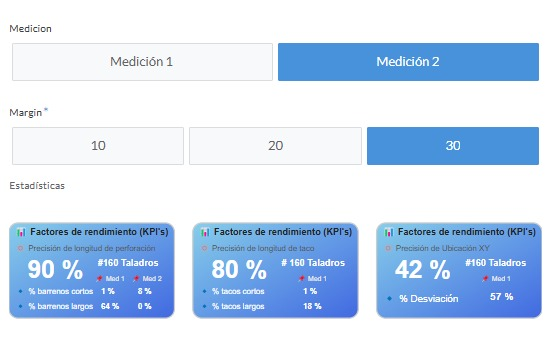 Medicion
Medición 1 Medición 2
Margin *
10 20 30
Estadísticas
Factores de rendimiento (KPI's)
Precisión de longitud de perforación
90 % #160 Taladros
Med 1 Med 2
% barrenos cortos 1 % 8 %
% barrenos largos 64 % 0 %
Factores de rendimiento (KPI's)
Precisión de longitud de taco
80 % # 160 Taladros
Med 1
% tacos cortos 1 %
% tacos largos 18 %
Factores de rendimiento (KPI's)
Precisión de Ubicación XY
42 % #160 Taladros
Med 1
% Desviación 57 %